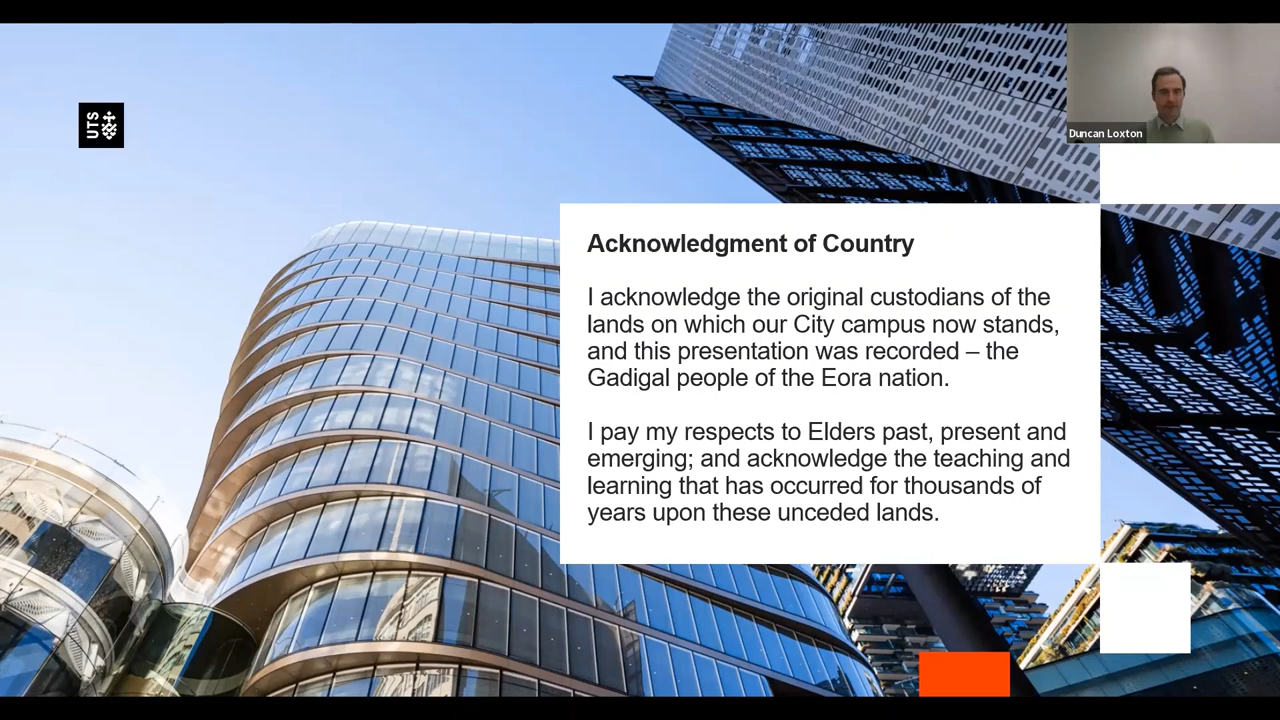 UTS
Duncan Loxton
Acknowledgment of Country
I acknowledge the original custodians of the
lands on which our City campus now stands,
and this presentation was recorded – the
Gadigal people of the Eora nation.
I pay my respects to Elders past, present and
emerging; and acknowledge the teaching and
learning that has occurred for thousands of
years upon these unceded lands.